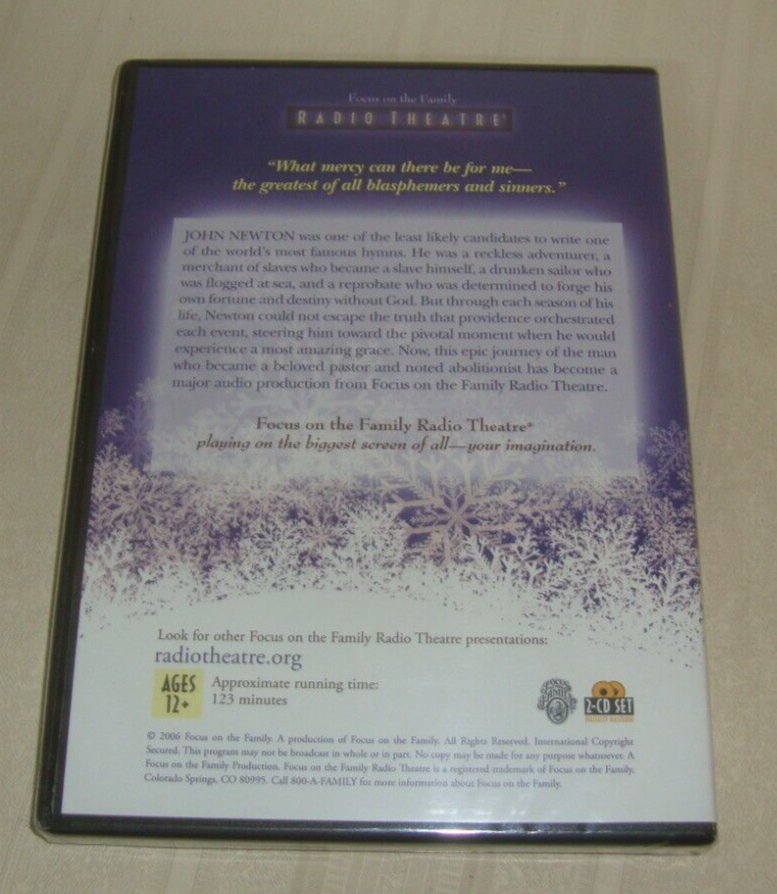 Focus on the Family
RADIO THEATRE®
"What mercy can there be for me—
the greatest of all blasphemers and sinners."
JOHN NEWTON was one of the least likely candidates to write one
of the world's most famous hymns. He was a reckless adventurer, a
merchant of slaves who became a slave himself, a drunken sailor who
was flogged at sea, and a reprobate who was determined to forge his
own fortune and destiny without God. But through each season of his
life, Newton could not escape the truth that providence orchestrated
each event, steering him toward the pivotal moment when he would
experience a most amazing grace. Now, this epic journey of the man
who became a beloved pastor and noted abolitionist has become a
major audio production from Focus on the Family Radio Theatre.
Focus on the Family Radio Theatre®
playing on the biggest screen of all—your imagination.
Look for other Focus on the Family Radio Theatre presentations:
radiotheatre.org
AGES
12+
Approximate running time:
123 minutes
2-CD SET
DIGITALLY MASTERED
© 2006 Focus on the Family. A production of Focus on the Family. All Rights Reserved. International Copyright
Secured. This program may not be broadcast in whole or in part. No copy may be made for any purpose whatsoever. A
Focus on the Family Production. Focus on the Family Radio Theatre is a registered trademark of Focus on the Family,
Colorado Springs, CO 80995. Call 800-A-FAMILY for more information about Focus on the Family.